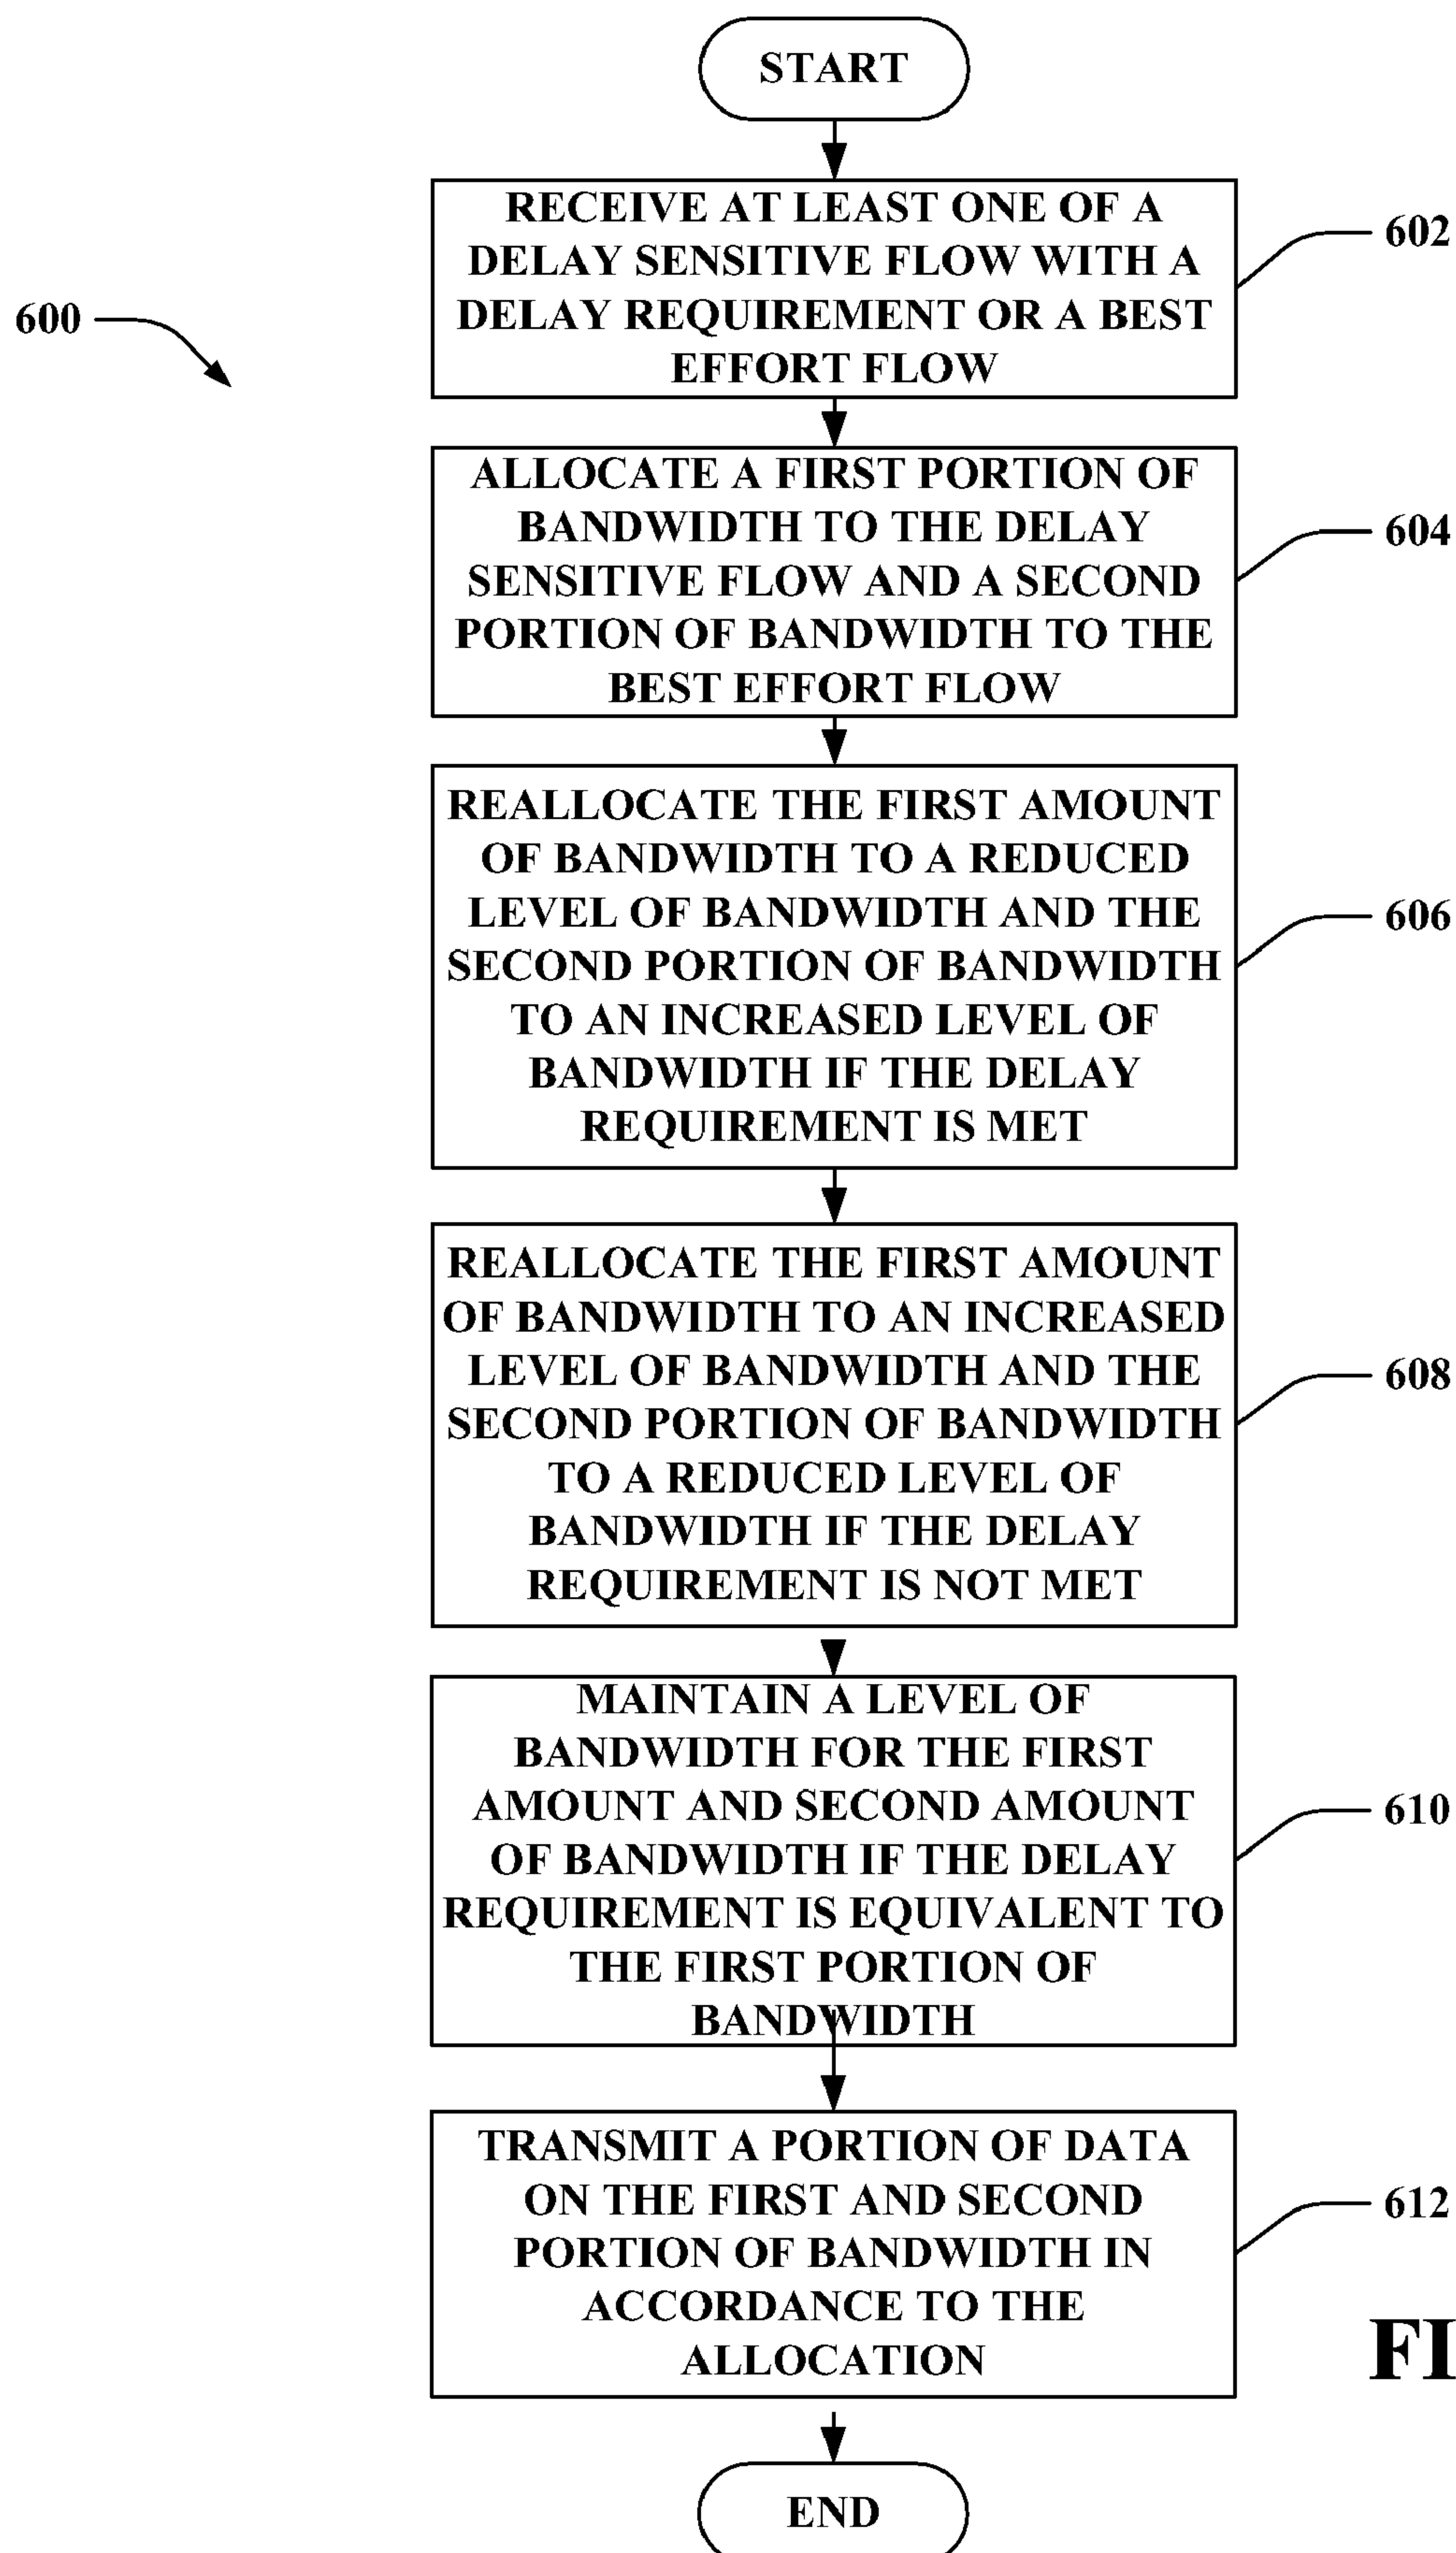 START
RECEIVE AT LEAST ONE OF A
DELAY SENSITIVE FLOW WITH A
DELAY REQUIREMENT OR A BEST
EFFORT FLOW
602
600
ALLOCATE A FIRST PORTION OF
BANDWIDTH TO THE DELAY
SENSITIVE FLOW AND A SECOND
PORTION OF BANDWIDTH TO THE
BEST EFFORT FLOW
604
REALLOCATE THE FIRST AMOUNT
OF BANDWIDTH TO A REDUCED
LEVEL OF BANDWIDTH AND THE
SECOND PORTION OF BANDWIDTH
TO AN INCREASED LEVEL OF
BANDWIDTH IF THE DELAY
REQUIREMENT IS MET
606
REALLOCATE THE FIRST AMOUNT
OF BANDWIDTH TO AN INCREASED
LEVEL OF BANDWIDTH AND THE
SECOND PORTION OF BANDWIDTH
TO A REDUCED LEVEL OF
BANDWIDTH IF THE DELAY
REQUIREMENT IS NOT MET
608
MAINTAIN A LEVEL OF
BANDWIDTH FOR THE FIRST
AMOUNT AND SECOND AMOUNT
OF BANDWIDTH IF THE DELAY
REQUIREMENT IS EQUIVALENT TO
THE FIRST PORTION OF
BANDWIDTH
610
TRANSMIT A PORTION OF DATA
ON THE FIRST AND SECOND
PORTION OF BANDWIDTH IN
ACCORDANCE TO THE
ALLOCATION
612
FI
END